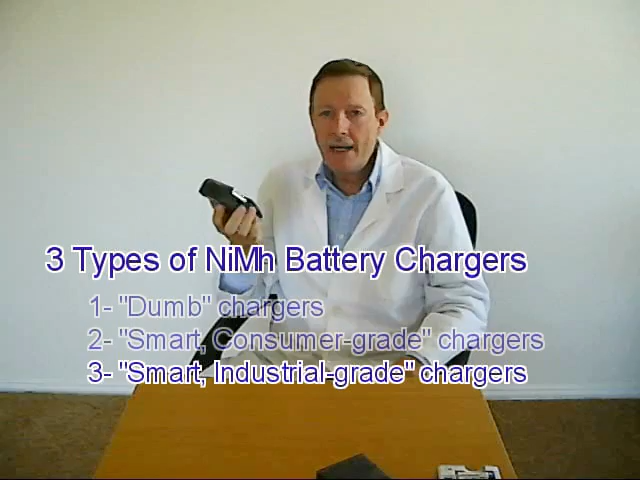 3 Types of NiMh Battery Chargers
1- "Dumb" chargers
2- "Smart, Consumer-grade" chargers
3- "Smart, Industrial-grade" chargers